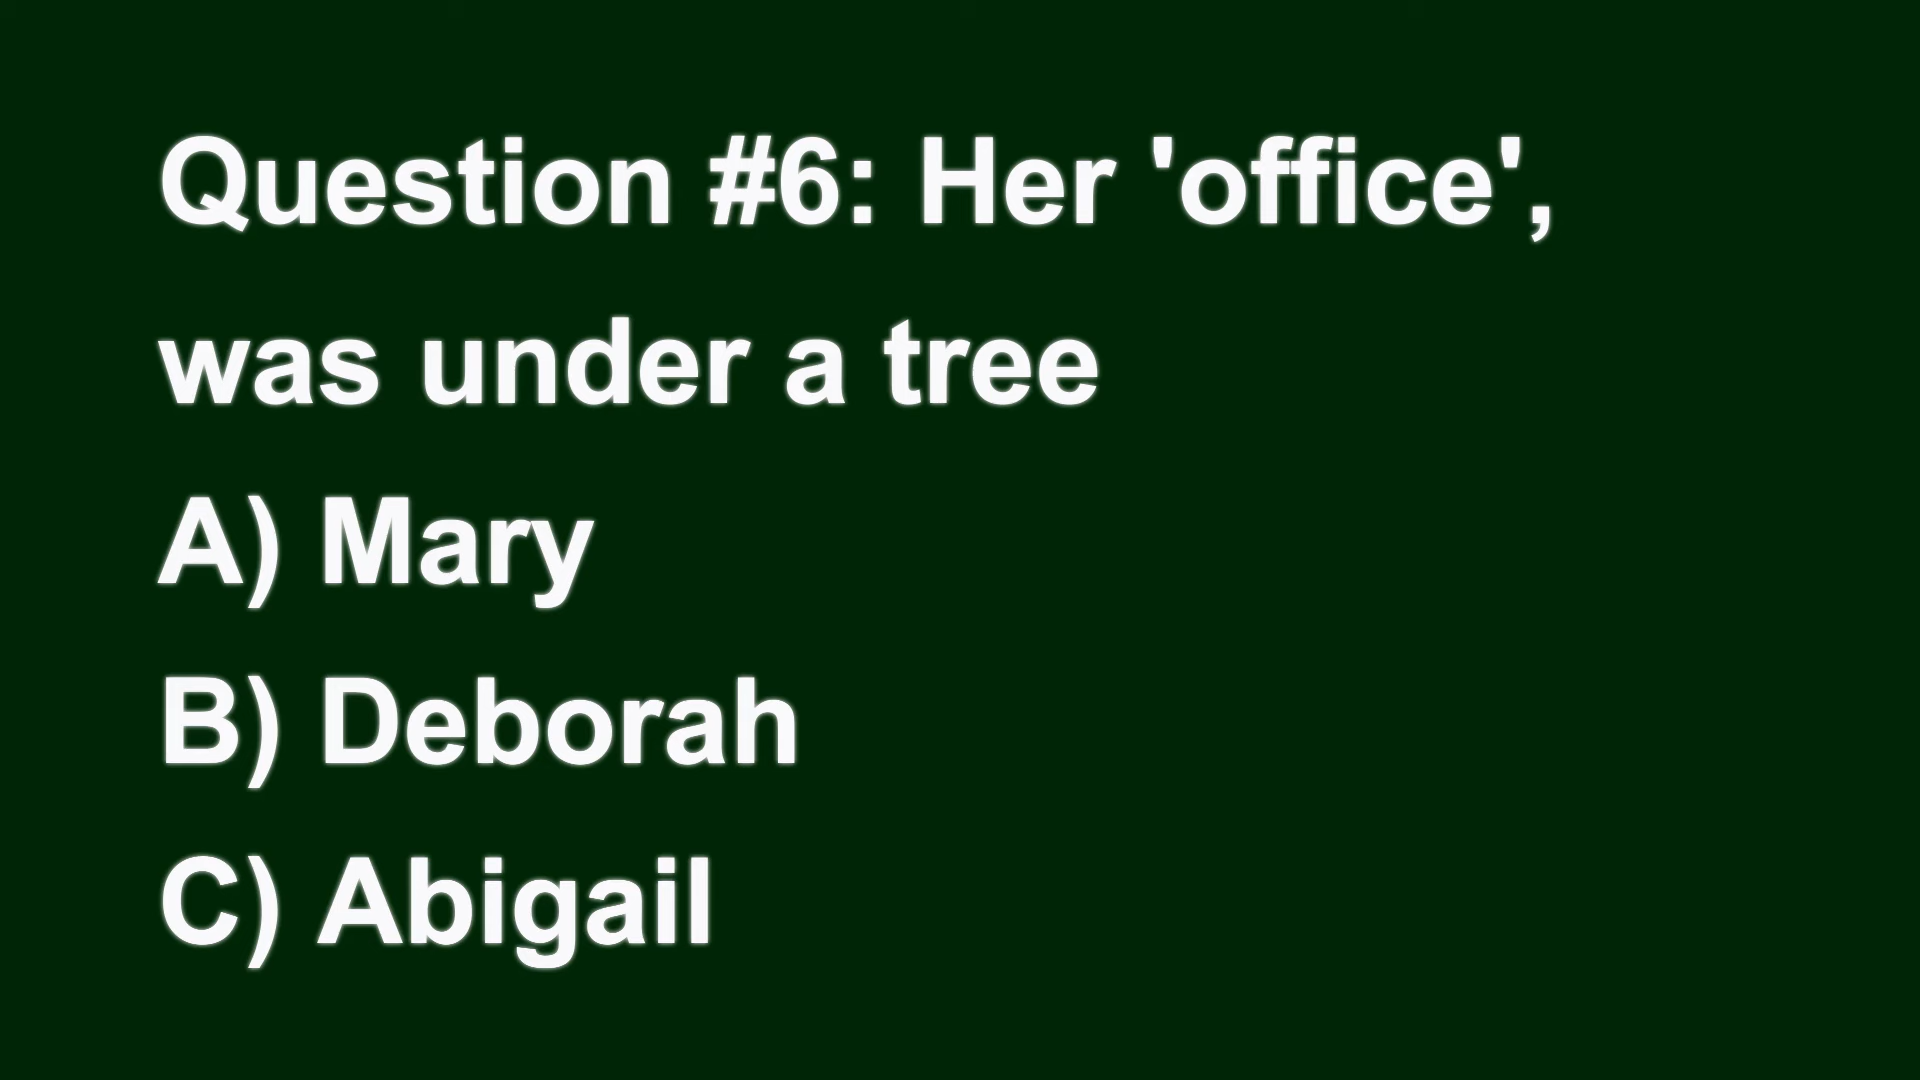 Question #6: Her 'office',
was under a tree
A) Mary
B) Deborah
C) Abigail